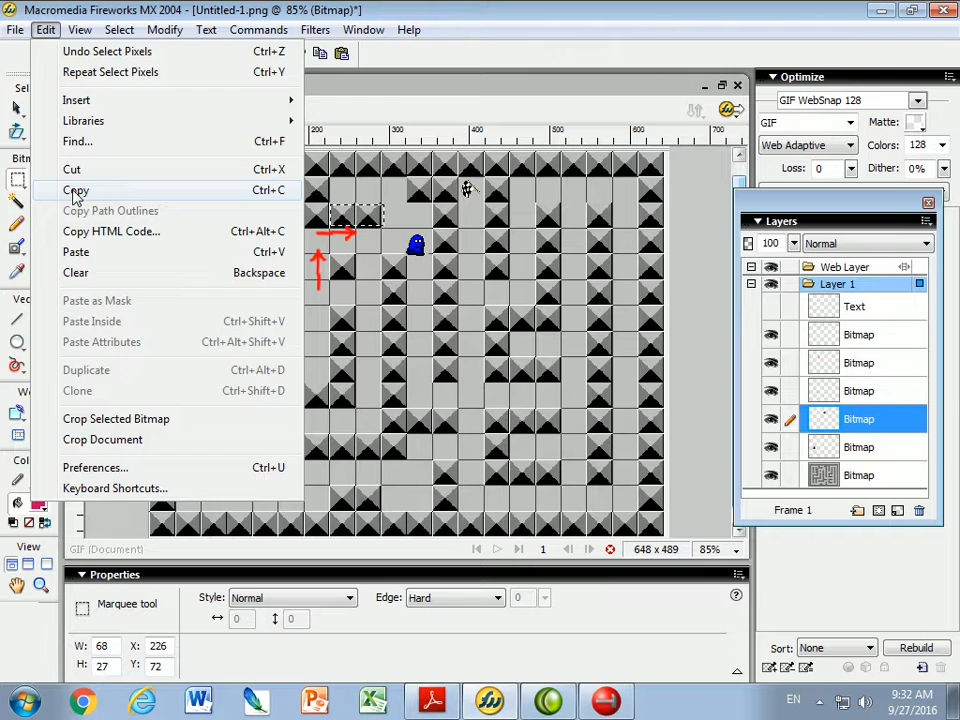 Macromedia Fireworks MX 2004 - [Untitled-1.png @ 85% (Bitmap)*]
File Edit View Select Modify Text Commands Filters Window Help
Undo Select Pixels Ctrl+Z
Repeat Select Pixels Ctrl+Y
Insert
Libraries
Find... Ctrl+F
Cut Ctrl+X
Copy Ctrl+C
Copy Path Outlines
Copy HTML Code... Ctrl+Alt+C
Paste Ctrl+V
Clear Backspace
Paste as Mask
Paste Inside Ctrl+Shift+V
Paste Attributes Ctrl+Alt+Shift+V
Duplicate Ctrl+Alt+D
Clone Ctrl+Shift+D
Crop Selected Bitmap
Crop Document
Preferences... Ctrl+U
Keyboard Shortcuts...
Sel
Bitm
Vec
We
Col
View
200 300 400 500 600 700
Optimize
GIF WebSnap 128
GIF Matte:
Web Adaptive Colors: 128
Loss: 0 Dither: 0%
Layers
100 Normal
Web Layer
Layer 1
Text
Bitmap
Bitmap
Bitmap
Bitmap
Bitmap
Bitmap
Frame 1
GIF (Document) 1 648 x 489 85%
Properties
Marquee tool
Style: Normal Edge: Hard 0
0 0
W: 68 X: 226
H: 27 Y: 72
Sort: None Rebuild
EN
9:32 AM
9/27/2016